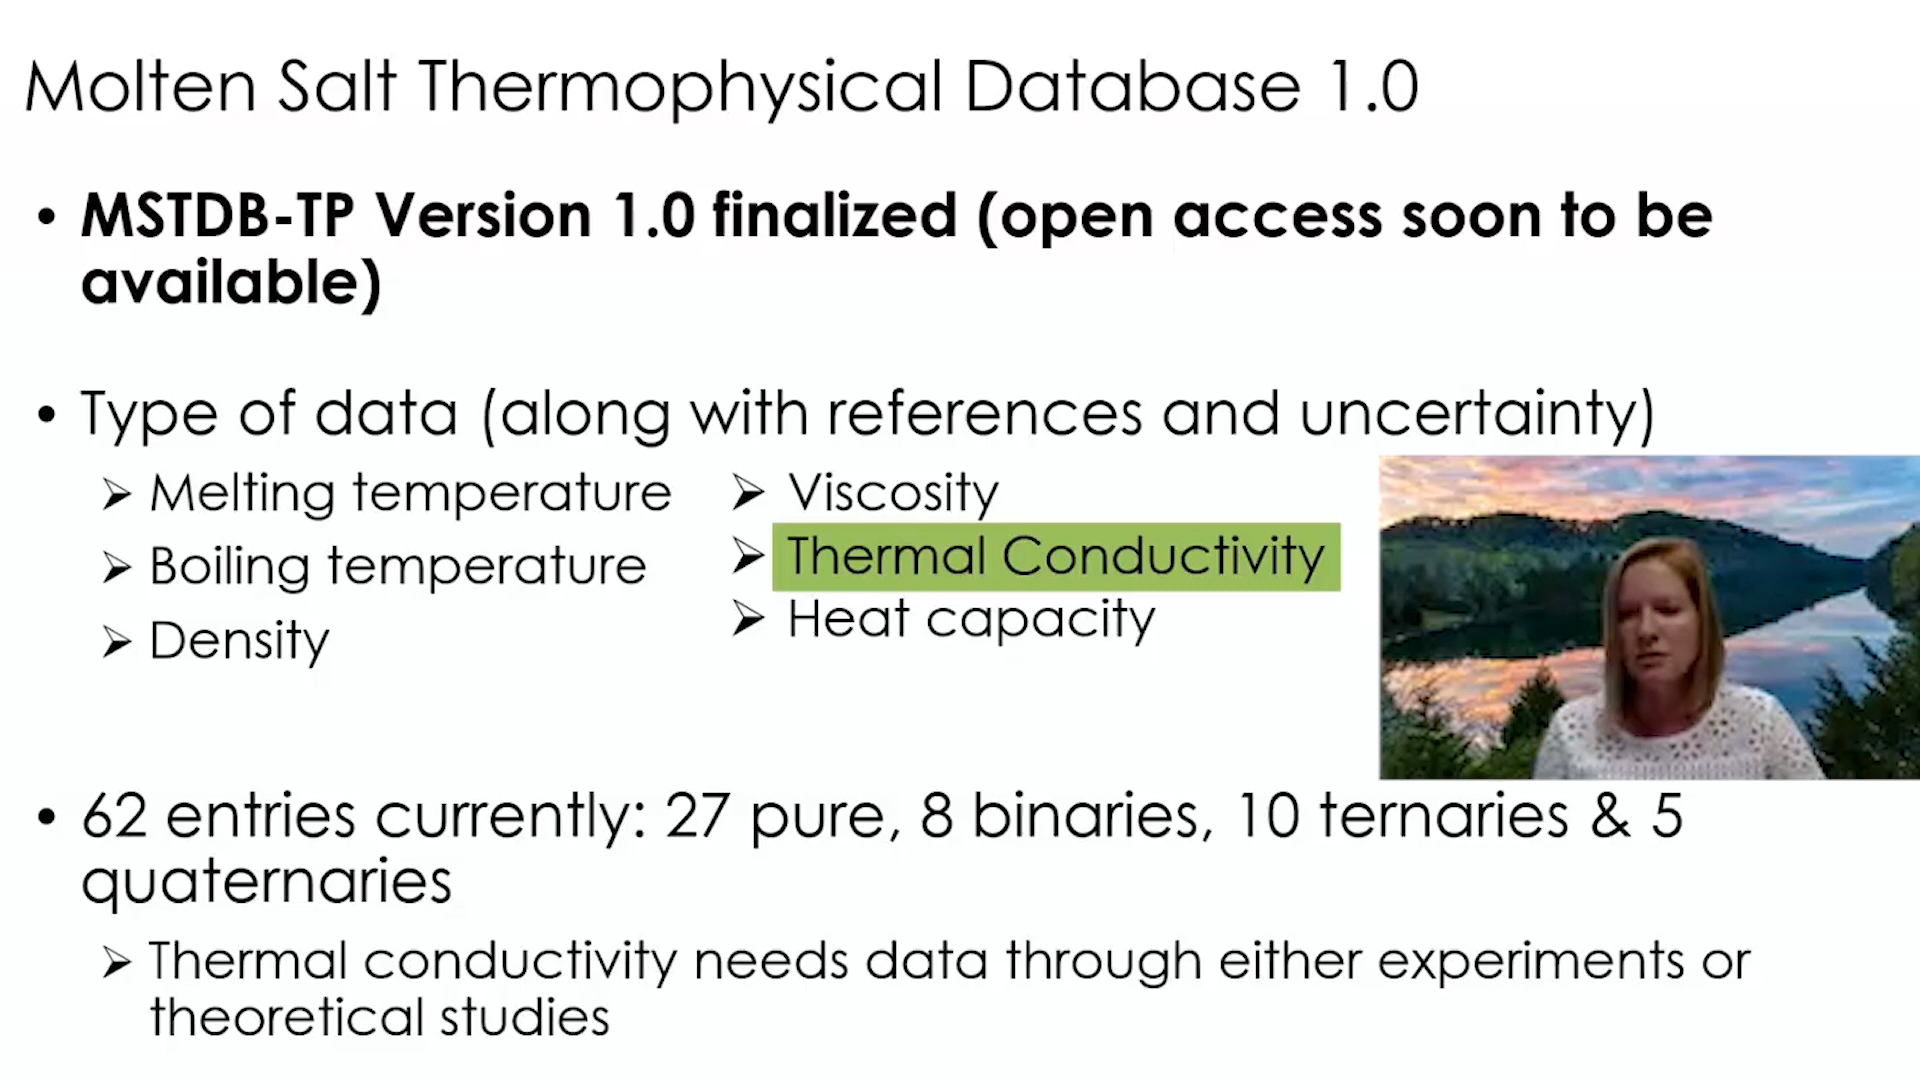 Molten Salt Thermophysical Database 1.0
• MSTDB-TP Version 1.0 finalized (open access soon to be
available)
• Type of data (along with references and uncertainty)
➢ Melting temperature
➢ Boiling temperature
➢ Density
➢ Viscosity
➢ Thermal Conductivity
➢ Heat capacity
• 62 entries currently: 27 pure, 8 binaries, 10 ternaries & 5
quaternaries
➢ Thermal conductivity needs data through either experiments or
theoretical studies